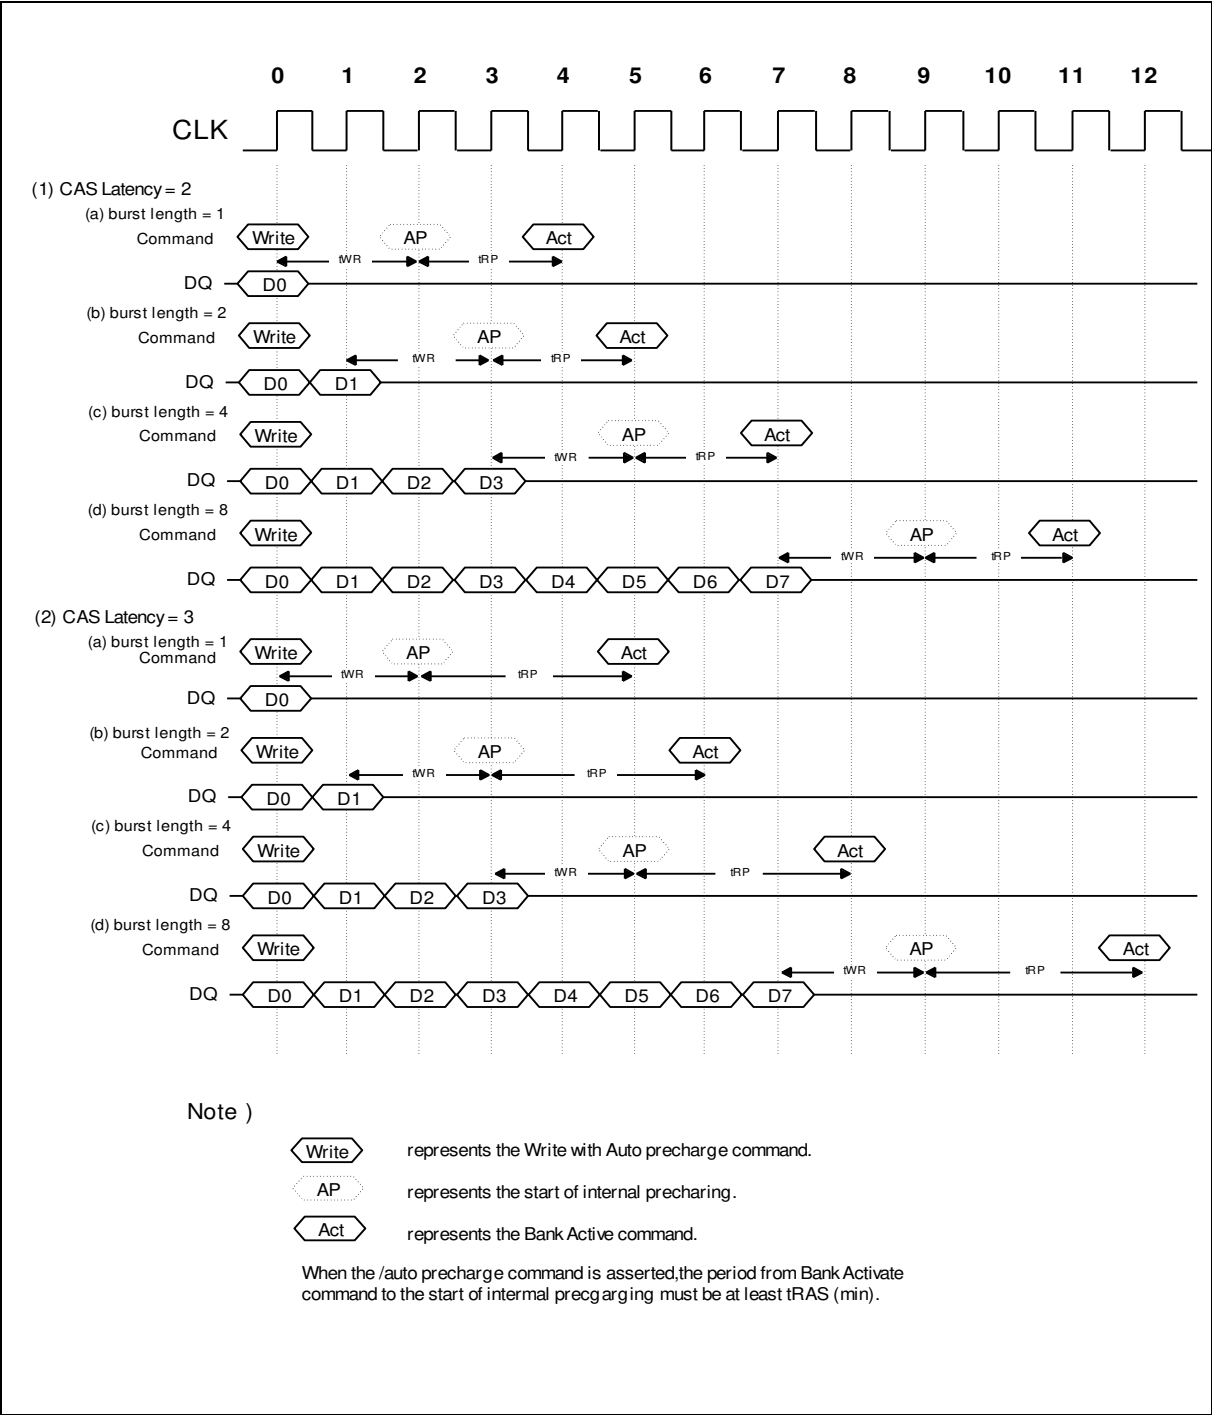 0 1 2 3 4 5 6 7 8 9 10 11 12
CLK
(1) CAS Latency = 2
(a) burst length = 1
Command Write AP Act
tWR tRP
DQ D0
(b) burst length = 2
Command Write AP Act
tWR tRP
DQ D0 D1
(c) burst length = 4
Command Write AP Act
tWR tRP
DQ D0 D1 D2 D3
(d) burst length = 8
Command Write AP Act
tWR tRP
DQ D0 D1 D2 D3 D4 D5 D6 D7
(2) CAS Latency = 3
(a) burst length = 1
Command Write AP Act
tWR tRP
DQ D0
(b) burst length = 2
Command Write AP Act
tWR tRP
DQ D0 D1
(c) burst length = 4
Command Write AP Act
tWR tRP
DQ D0 D1 D2 D3
(d) burst length = 8
Command Write AP Act
tWR tRP
DQ D0 D1 D2 D3 D4 D5 D6 D7
Note )
Write represents the Write with Auto precharge command.
AP represents the start of internal precharing.
Act represents the Bank Active command.
When the /auto precharge command is asserted,the period from Bank Activate
command to the start of intermal precgarging must be at least tRAS (min).